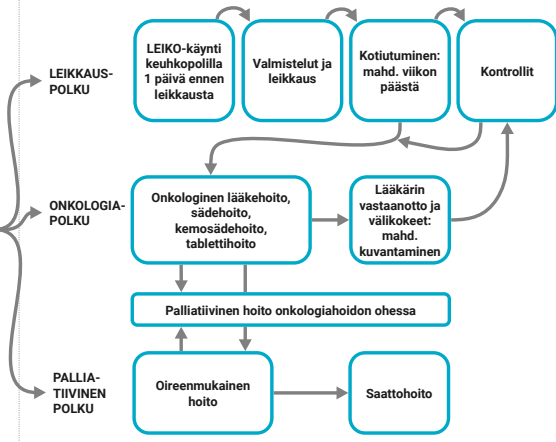 LEIKKAUS-
POLKU
LEIKO-käynti
keuhkopolilla
1 päivä ennen
leikkausta
Valmistelut ja
leikkaus
Kotiutuminen:
mahd. viikon
päästä
Kontrollit
ONKOLOGIA-
POLKU
Onkologinen lääkehoito,
sädehoito,
kemosädehoito,
tablettihoito
Lääkärin
vastaanotto ja
välikokeet:
mahd.
kuvantaminen
Palliatiivinen hoito onkologiahoidon ohessa
PALLIA-
TIIVINEN
POLKU
Oireenmukainen
hoito
Saattohoito